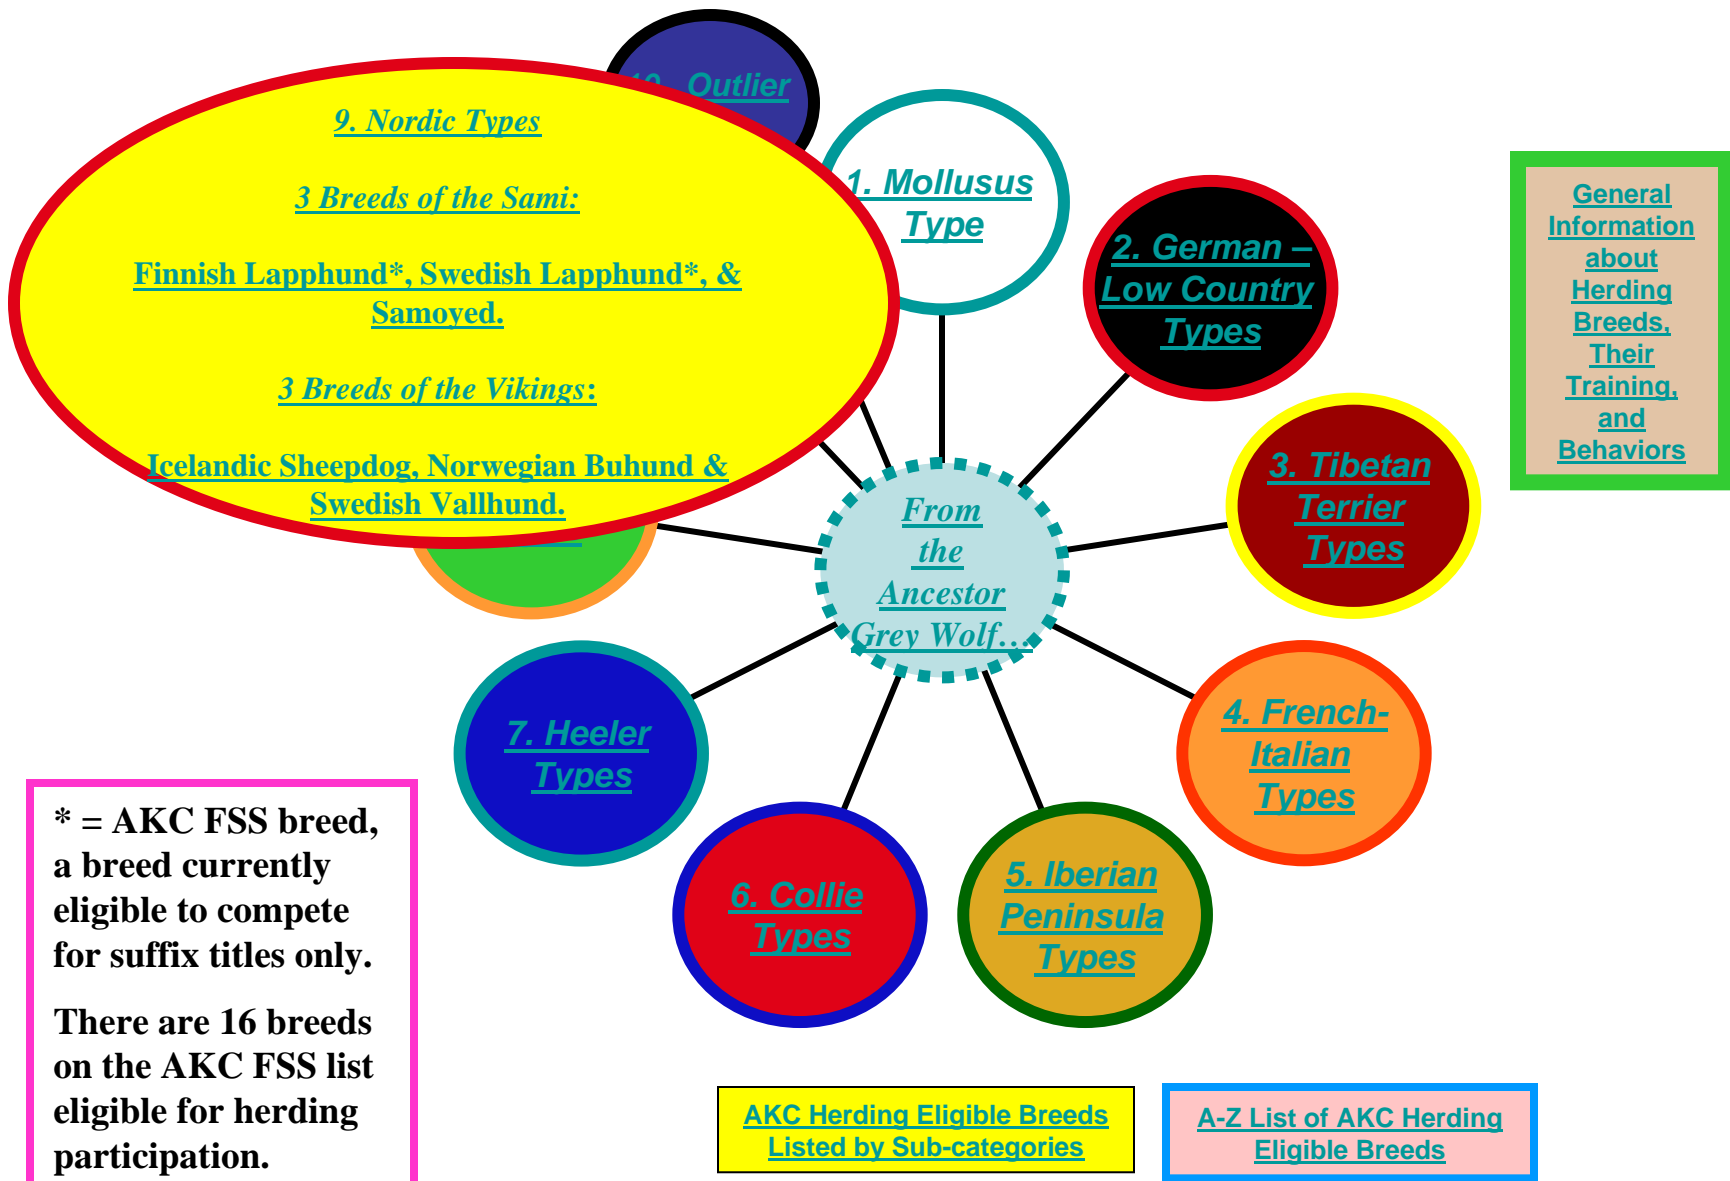 10.  Outlier
9. Nordic Types
3 Breeds of the Sami:
Finnish Lapphund*, Swedish Lapphund*, &
Samoyed.
3 Breeds of the Vikings:
Icelandic Sheepdog, Norwegian Buhund &
Swedish Vallhund.
1. Mollusus
Type
2. German –
Low Country
Types
3. Tibetan
Terrier
Types
4. French-
Italian
Types
5. Iberian
Peninsula
Types
6. Collie
Types
7. Heeler
Types
From
the
Ancestor
Grey Wolf…
General
Information
about
Herding
Breeds,
Their
Training,
and
Behaviors
* = AKC FSS breed,
a breed currently
eligible to compete
for suffix titles only.
There are 16 breeds
on the AKC FSS list
eligible for herding
participation.
AKC Herding Eligible Breeds
Listed by Sub-categories
A-Z List of AKC Herding
Eligible Breeds